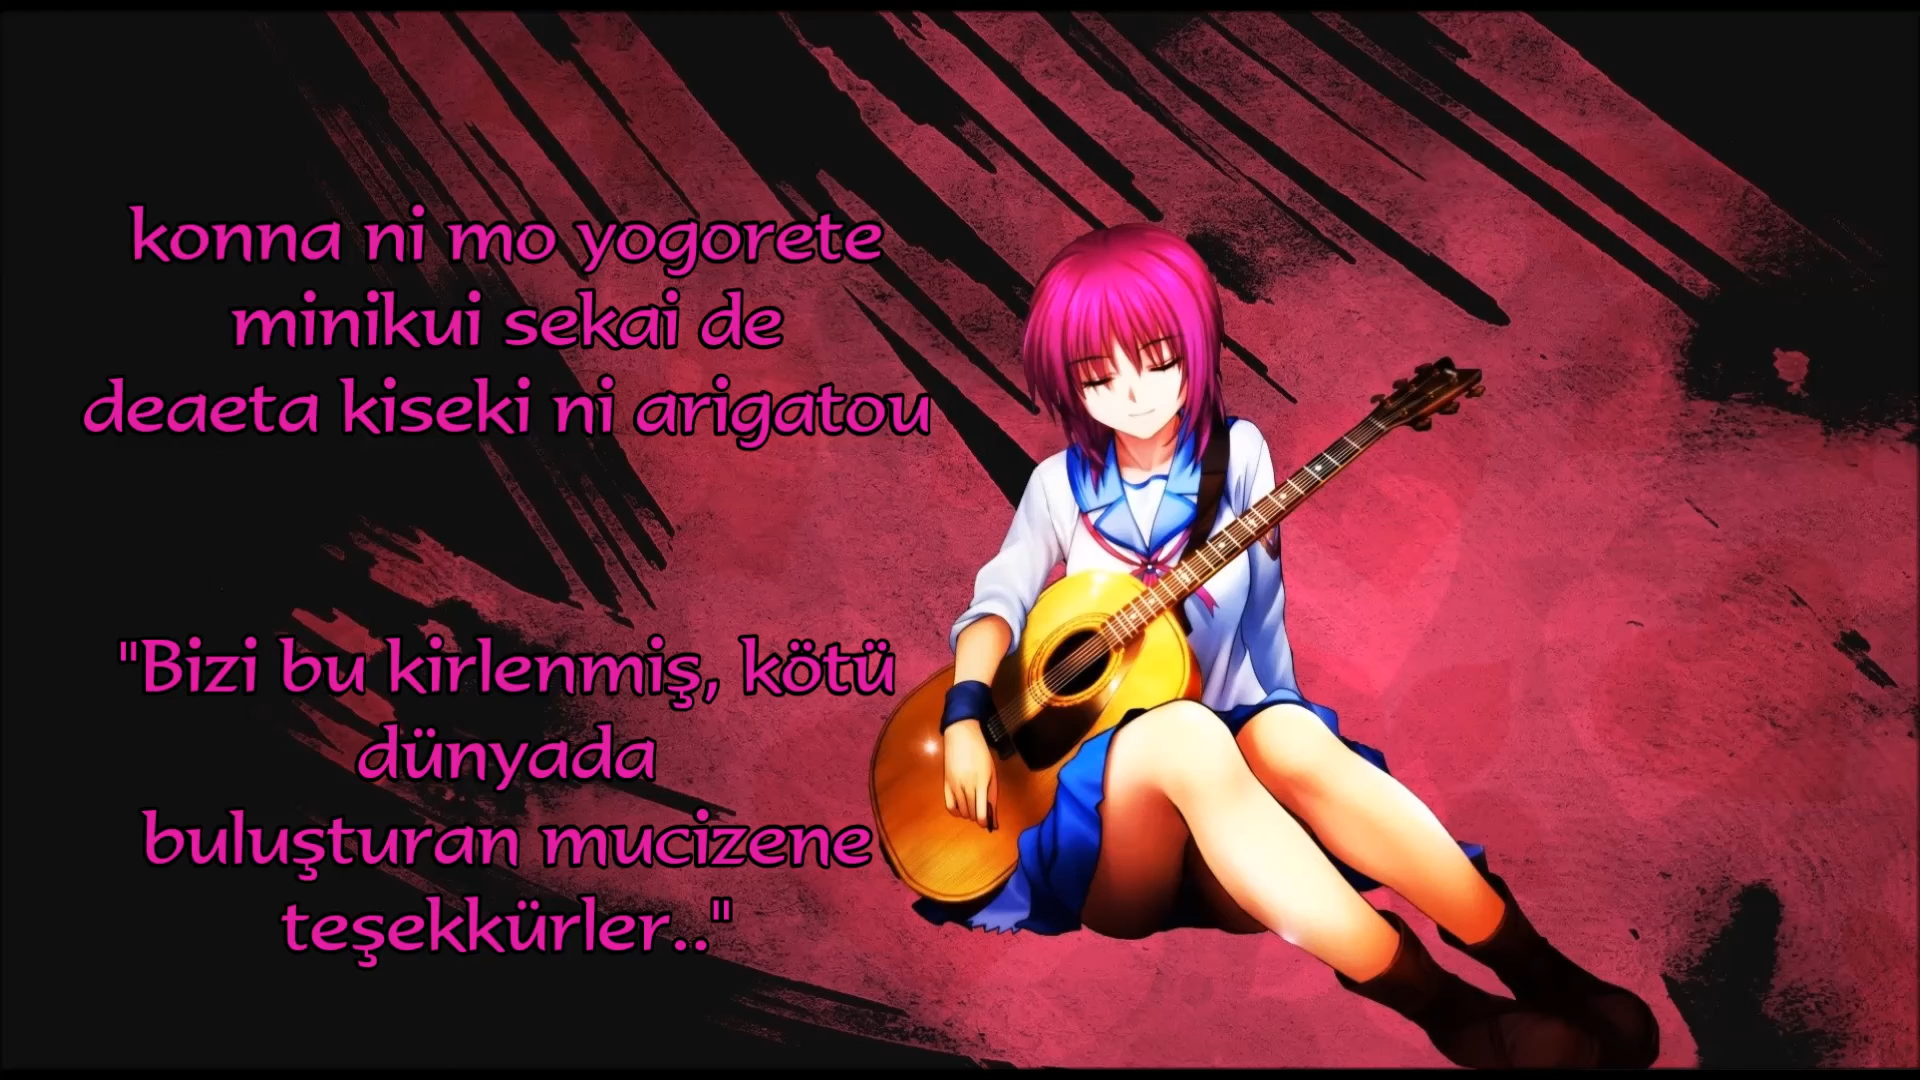 konna ni mo yogorete
minikui sekai de
deaeta kiseki ni arigatou
"Bizi bu kirlenmiş, kötü
dünyada
buluşturan mucizene
teşekkürler.."